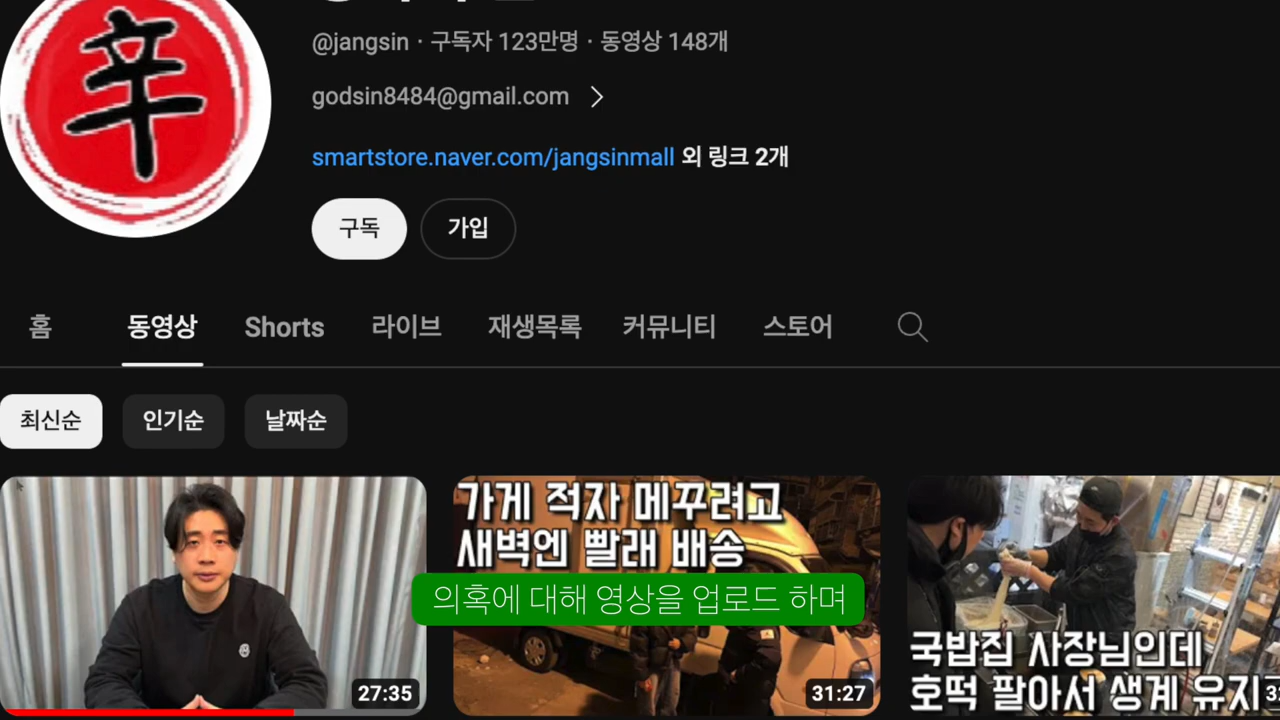 辛
@jangsin · 구독자 123만명 · 동영상 148개
godsin8484@gmail.com
smartstore.naver.com/jangsinmall 외 링크 2개
구독
가입
홈
동영상
Shorts
라이브
재생목록
커뮤니티
스토어
최신순
인기순
날짜순
27:35
가게 적자 메꾸려고
새벽엔 빨래 배송
31:27
국밥집 사장님인데
호떡 팔아서 생계 유지
의혹에 대해 영상을 업로드 하며